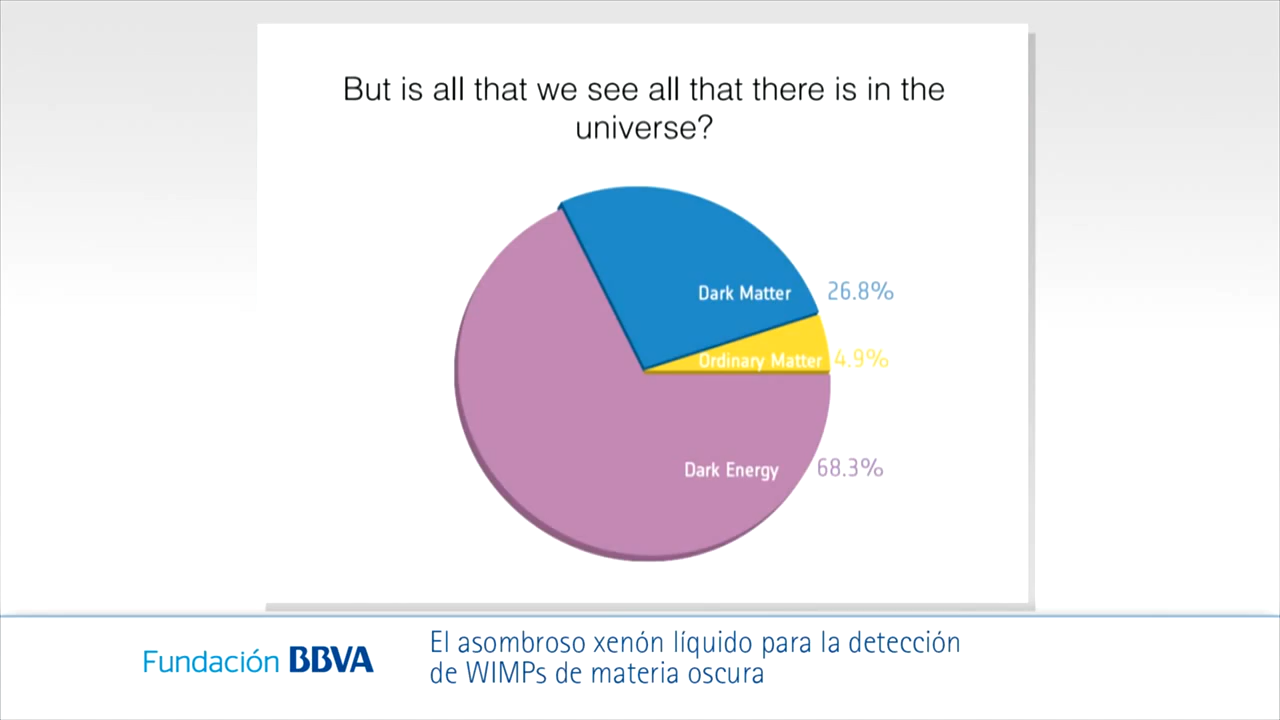 But is all that we see all that there is in the
universe?
Dark Matter 26.8%
Ordinary Matter 4.9%
Dark Energy 68.3%
Fundación BBVA
El asombroso xenón líquido para la detección
de WIMPs de materia oscura